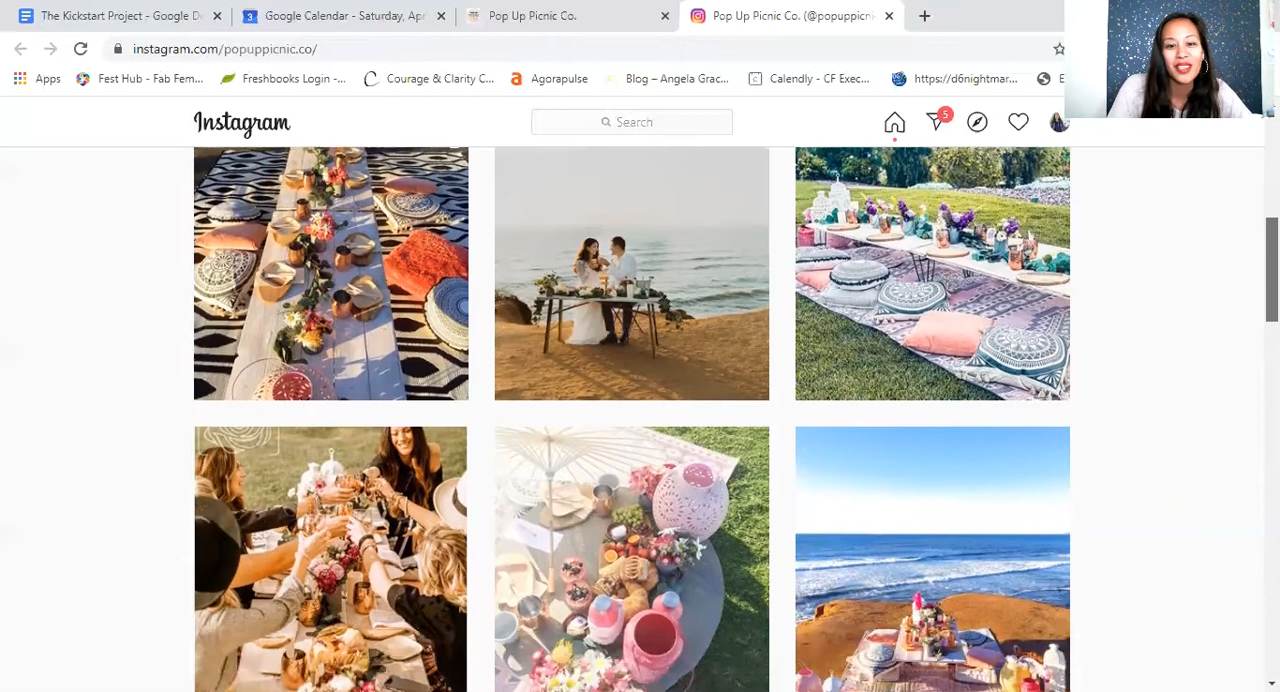 The Kickstart Project - Google D
Google Calendar - Saturday, Apr
Pop Up Picnic Co.
Pop Up Picnic Co. (@popuppicni
instagram.com/popuppicnic.co/
Apps
Fest Hub - Fab Fem...
Freshbooks Login -...
Courage & Clarity C...
Agorapulse
Blog – Angela Grac...
Calendly - CF Exec...
https://d6nightmar...
E
Instagram
Search
5